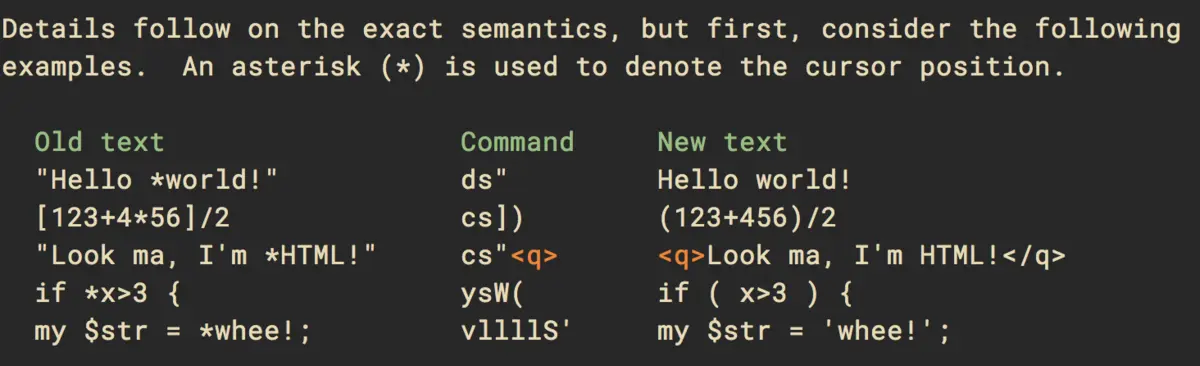 Details follow on the exact semantics, but first, consider the following
examples.  An asterisk (*) is used to denote the cursor position.
Old text                  Command     New text
"Hello *world!"           ds"         Hello world!
[123+4*56]/2              cs])        (123+456)/2
"Look ma, I'm *HTML!"     cs"<q>      <q>Look ma, I'm HTML!</q>
if *x>3 {                 ysW(        if ( x>3 ) {
my $str = *whee!;         vllllS'     my $str = 'whee!';